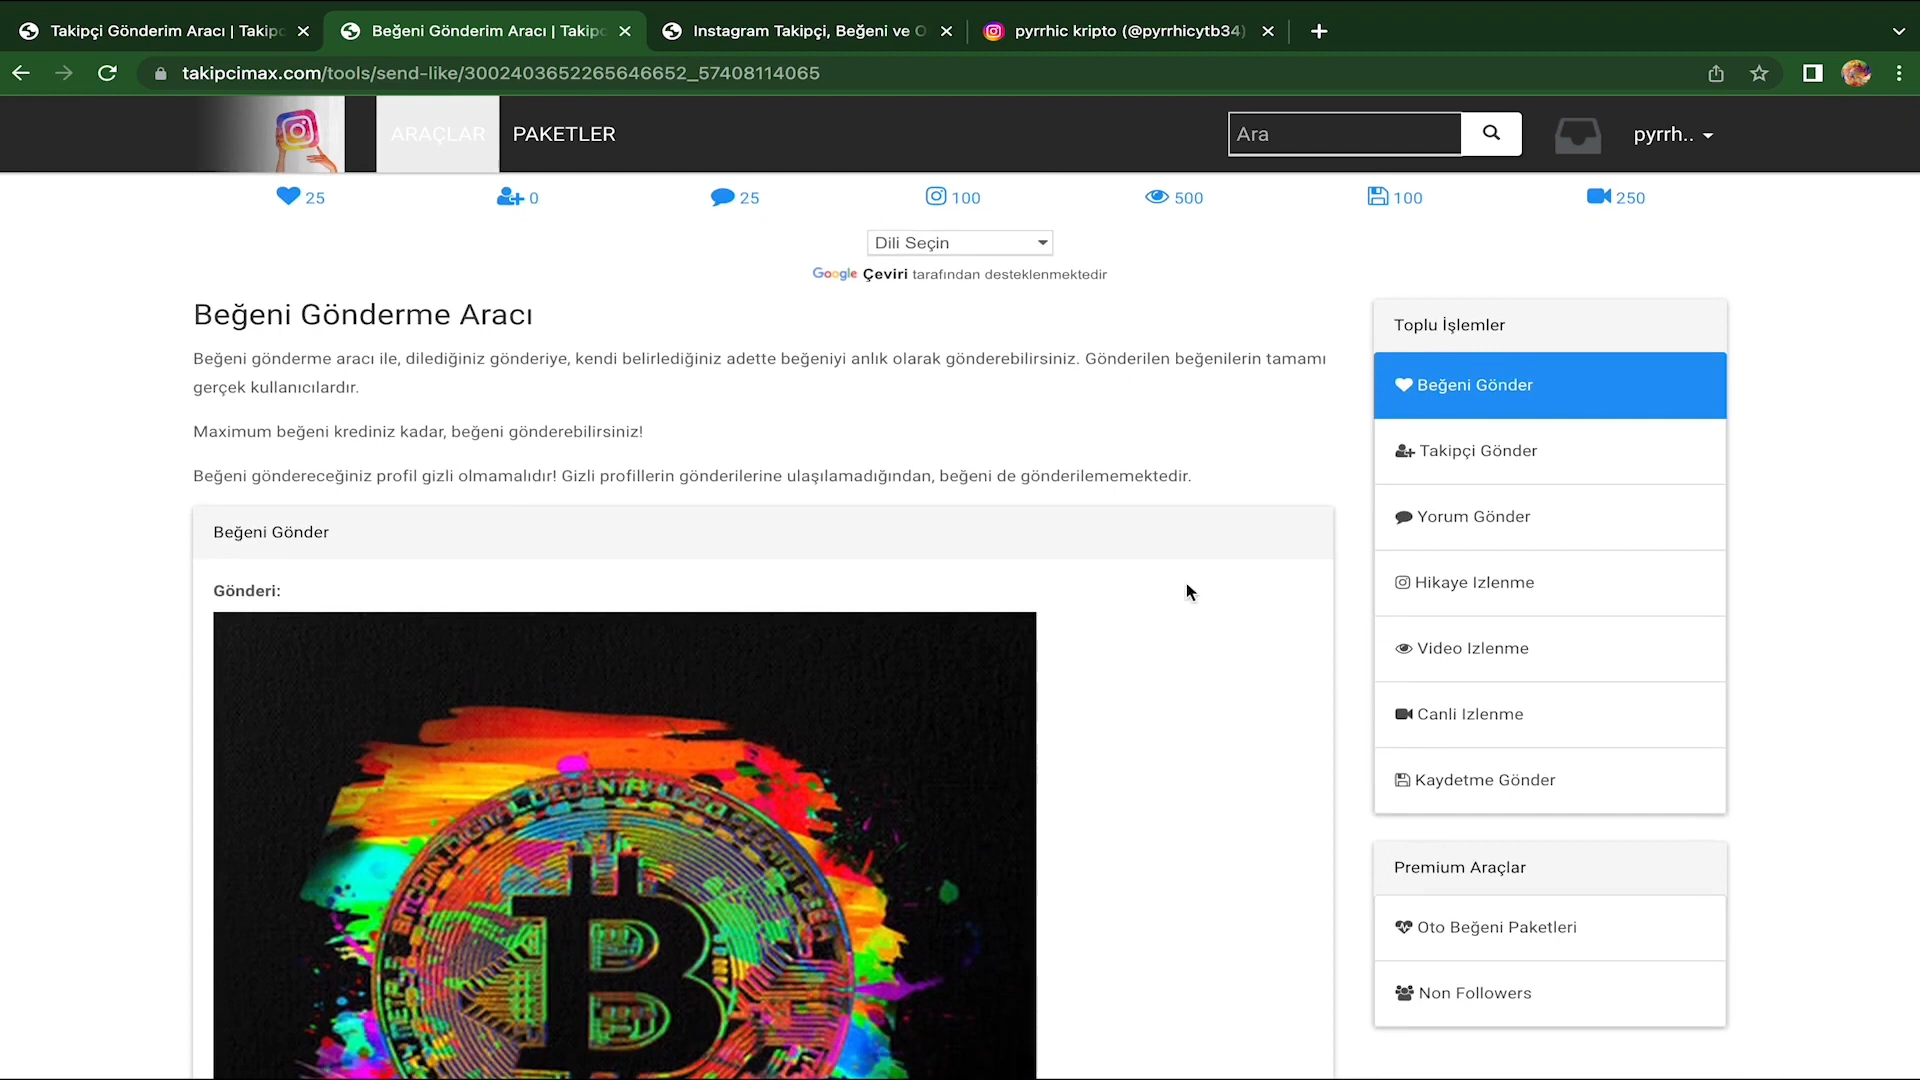 Takipçi Gönderim Aracı | Takip
Beğeni Gönderim Aracı | Takip
Instagram Takipçi, Beğeni ve O
pyrrhic kripto (@pyrrhicytb34)
takipcimax.com/tools/send-like/3002403652265646652_57408114065
ARAÇLAR
PAKETLER
Ara
pyrrh..
25
0
25
100
500
100
250
Dili Seçin
Google Çeviri tarafından desteklenmektedir
Beğeni Gönderme Aracı
Beğeni gönderme aracı ile, dilediğiniz gönderiye, kendi belirlediğiniz adette beğeniyi anlık olarak gönderebilirsiniz. Gönderilen beğenilerin tamamı
gerçek kullanıcılardır.
Maximum beğeni krediniz kadar, beğeni gönderebilirsiniz!
Beğeni göndereceğiniz profil gizli olmamalıdır! Gizli profillerin gönderilerine ulaşılamadığından, beğeni de gönderilememektedir.
Beğeni Gönder
Gönderi:
Toplu İşlemler
Beğeni Gönder
Takipçi Gönder
Yorum Gönder
Hikaye Izlenme
Video Izlenme
Canli Izlenme
Kaydetme Gönder
Premium Araçlar
Oto Beğeni Paketleri
Non Followers